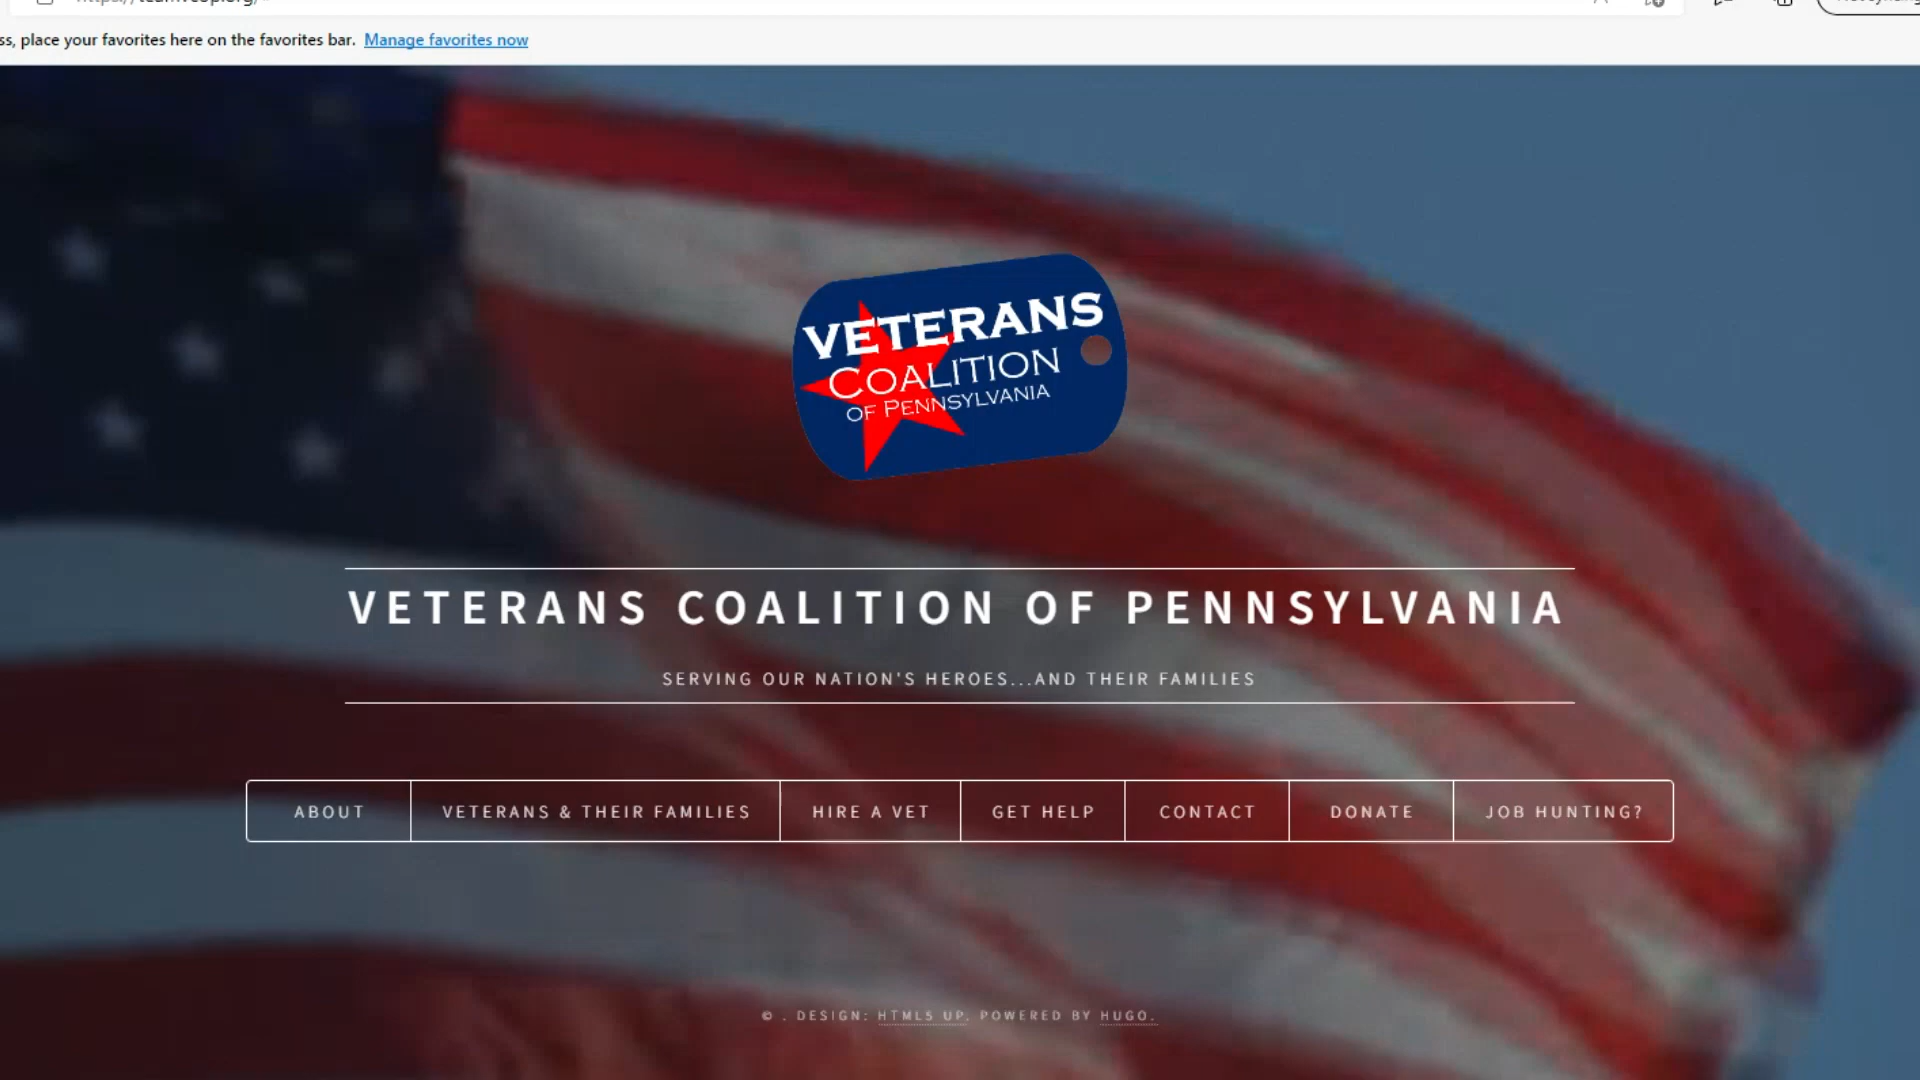 ss, place your favorites here on the favorites bar. Manage favorites now
VETERANS
COALITION
OF PENNSYLVANIA
VETERANS COALITION OF PENNSYLVANIA
SERVING OUR NATION'S HEROES...AND THEIR FAMILIES
ABOUT
VETERANS & THEIR FAMILIES
HIRE A VET
GET HELP
CONTACT
DONATE
JOB HUNTING?
© . DESIGN: HTML5 UP. POWERED BY HUGO.